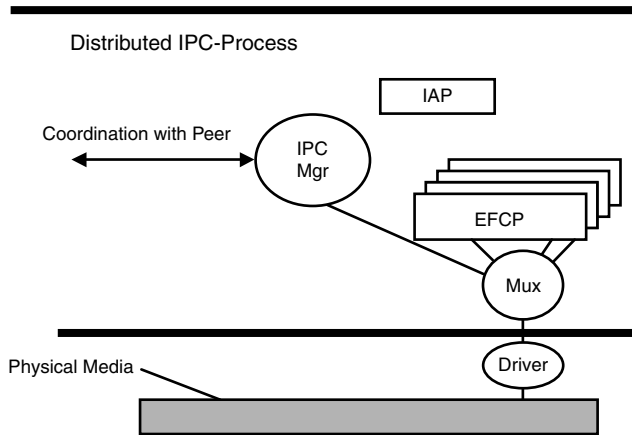 Distributed IPC-Process
IAP
Coordination with Peer
IPC
Mgr
EFCP
Mux
Driver
Physical Media